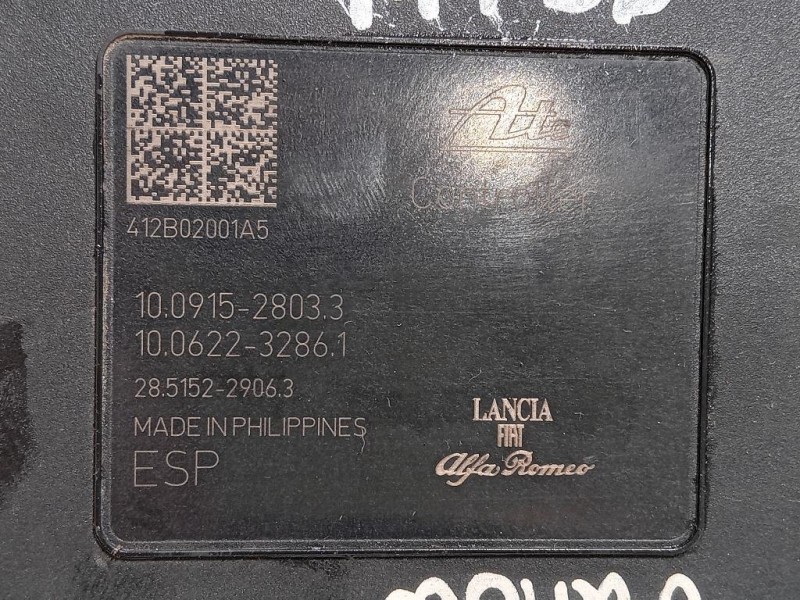 Ate
Controller
412B02001A5
10.0915-2803.3
10.0622-3286.1
28.5152-2906.3
MADE IN PHILIPPINES
ESP
LANCIA
FIAT
Alfa Romeo